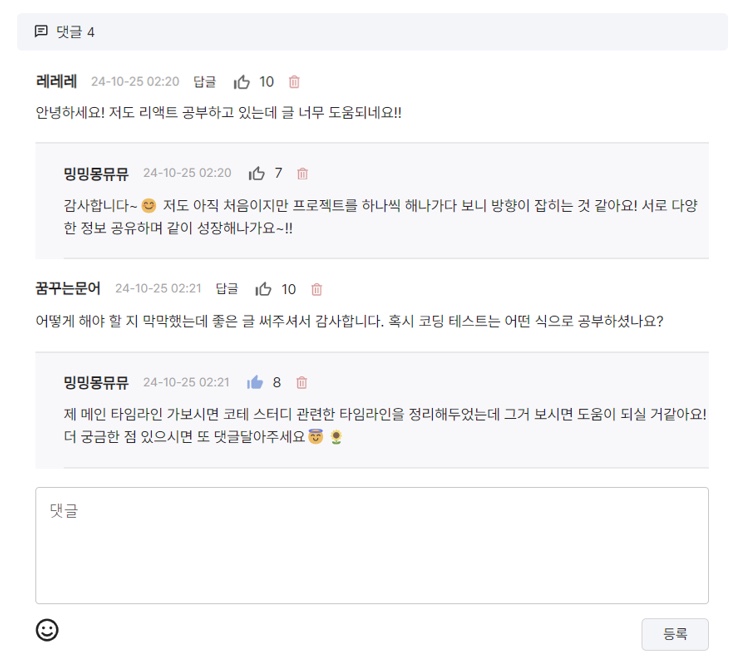 댓글 4
레레레 24-10-25 02:20 답글 10
안녕하세요! 저도 리액트 공부하고 있는데 글 너무 도움되네요!!
밍밍몽뮤뮤 24-10-25 02:20 7
감사합니다~😊 저도 아직 처음이지만 프로젝트를 하나씩 해나가다 보니 방향이 잡히는 것 같아요! 서로 다양
한 정보 공유하며 같이 성장해나가요~!!
꿈꾸는문어 24-10-25 02:21 답글 10
어떻게 해야 할 지 막막했는데 좋은 글 써주셔서 감사합니다. 혹시 코딩 테스트는 어떤 식으로 공부하셨나요?
밍밍몽뮤뮤 24-10-25 02:21 8
제 메인 타임라인 가보시면 코테 스터디 관련한 타임라인을 정리해두었는데 그거 보시면 도움이 되실 거같아요!
더 궁금한 점 있으시면 또 댓글달아주세요😇🌻
댓글
등록